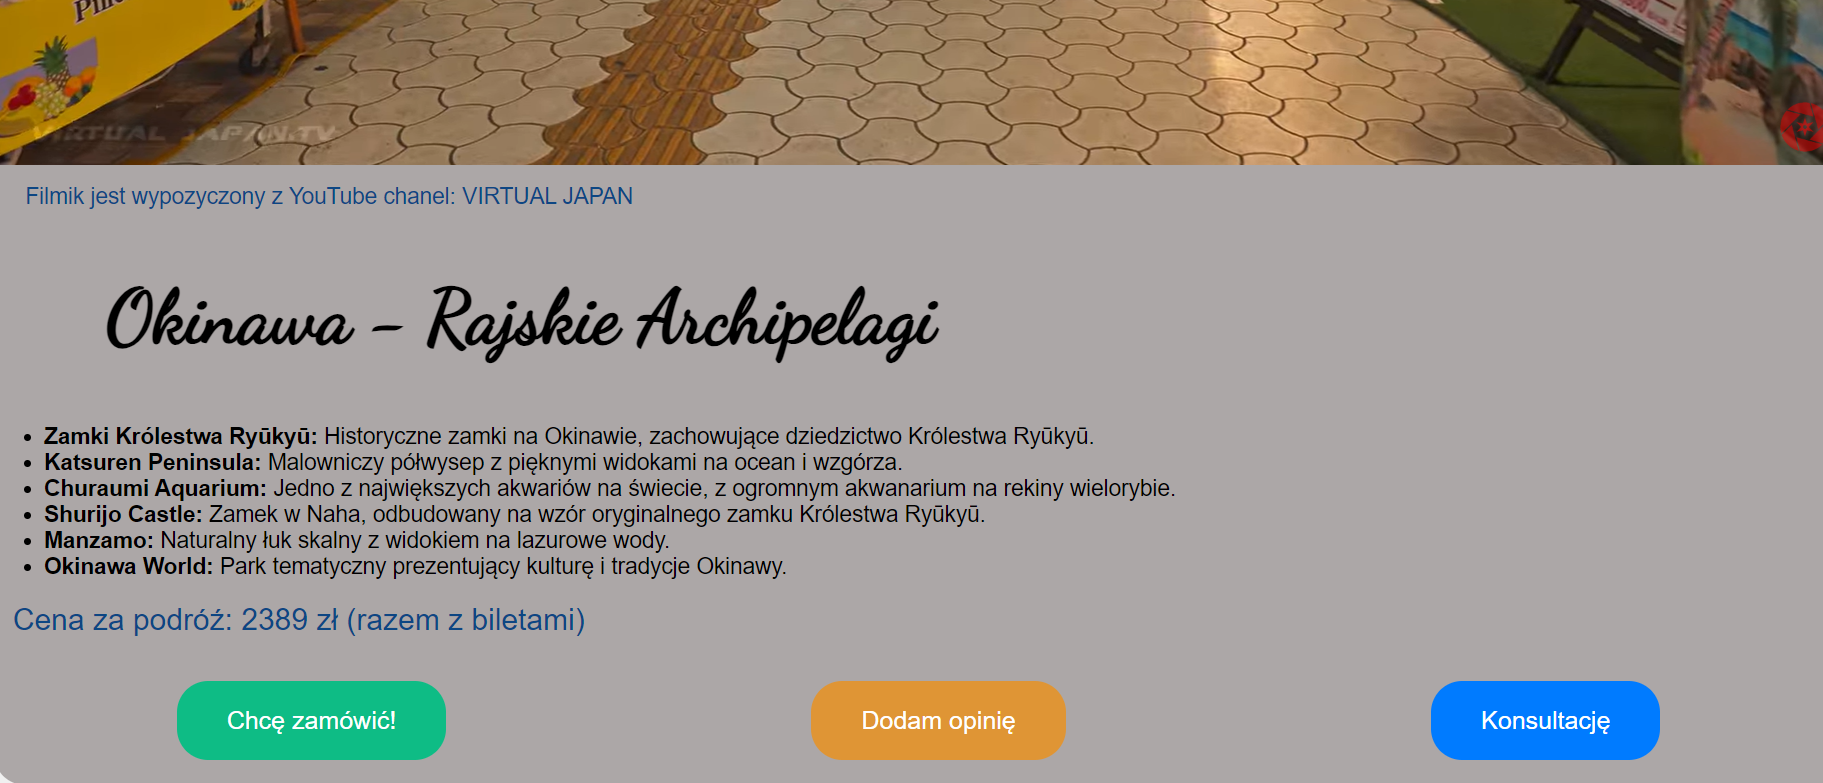 VIRTUAL JAPAN.TV
Filmik jest wypozyczony z YouTube chanel: VIRTUAL JAPAN
Okinawa - Rajskie Archipelagi
Zamki Królestwa Ryūkyū: Historyczne zamki na Okinawie, zachowujące dziedzictwo Królestwa Ryūkyū.
Katsuren Peninsula: Malowniczy półwysep z pięknymi widokami na ocean i wzgórza.
Churaumi Aquarium: Jedno z największych akwariów na świecie, z ogromnym akwanarium na rekiny wielorybie.
Shurijo Castle: Zamek w Naha, odbudowany na wzór oryginalnego zamku Królestwa Ryūkyū.
Manzamo: Naturalny łuk skalny z widokiem na lazurowe wody.
Okinawa World: Park tematyczny prezentujący kulturę i tradycje Okinawy.
Cena za podróż: 2389 zł (razem z biletami)
Chcę zamówić!
Dodam opinię
Konsultację